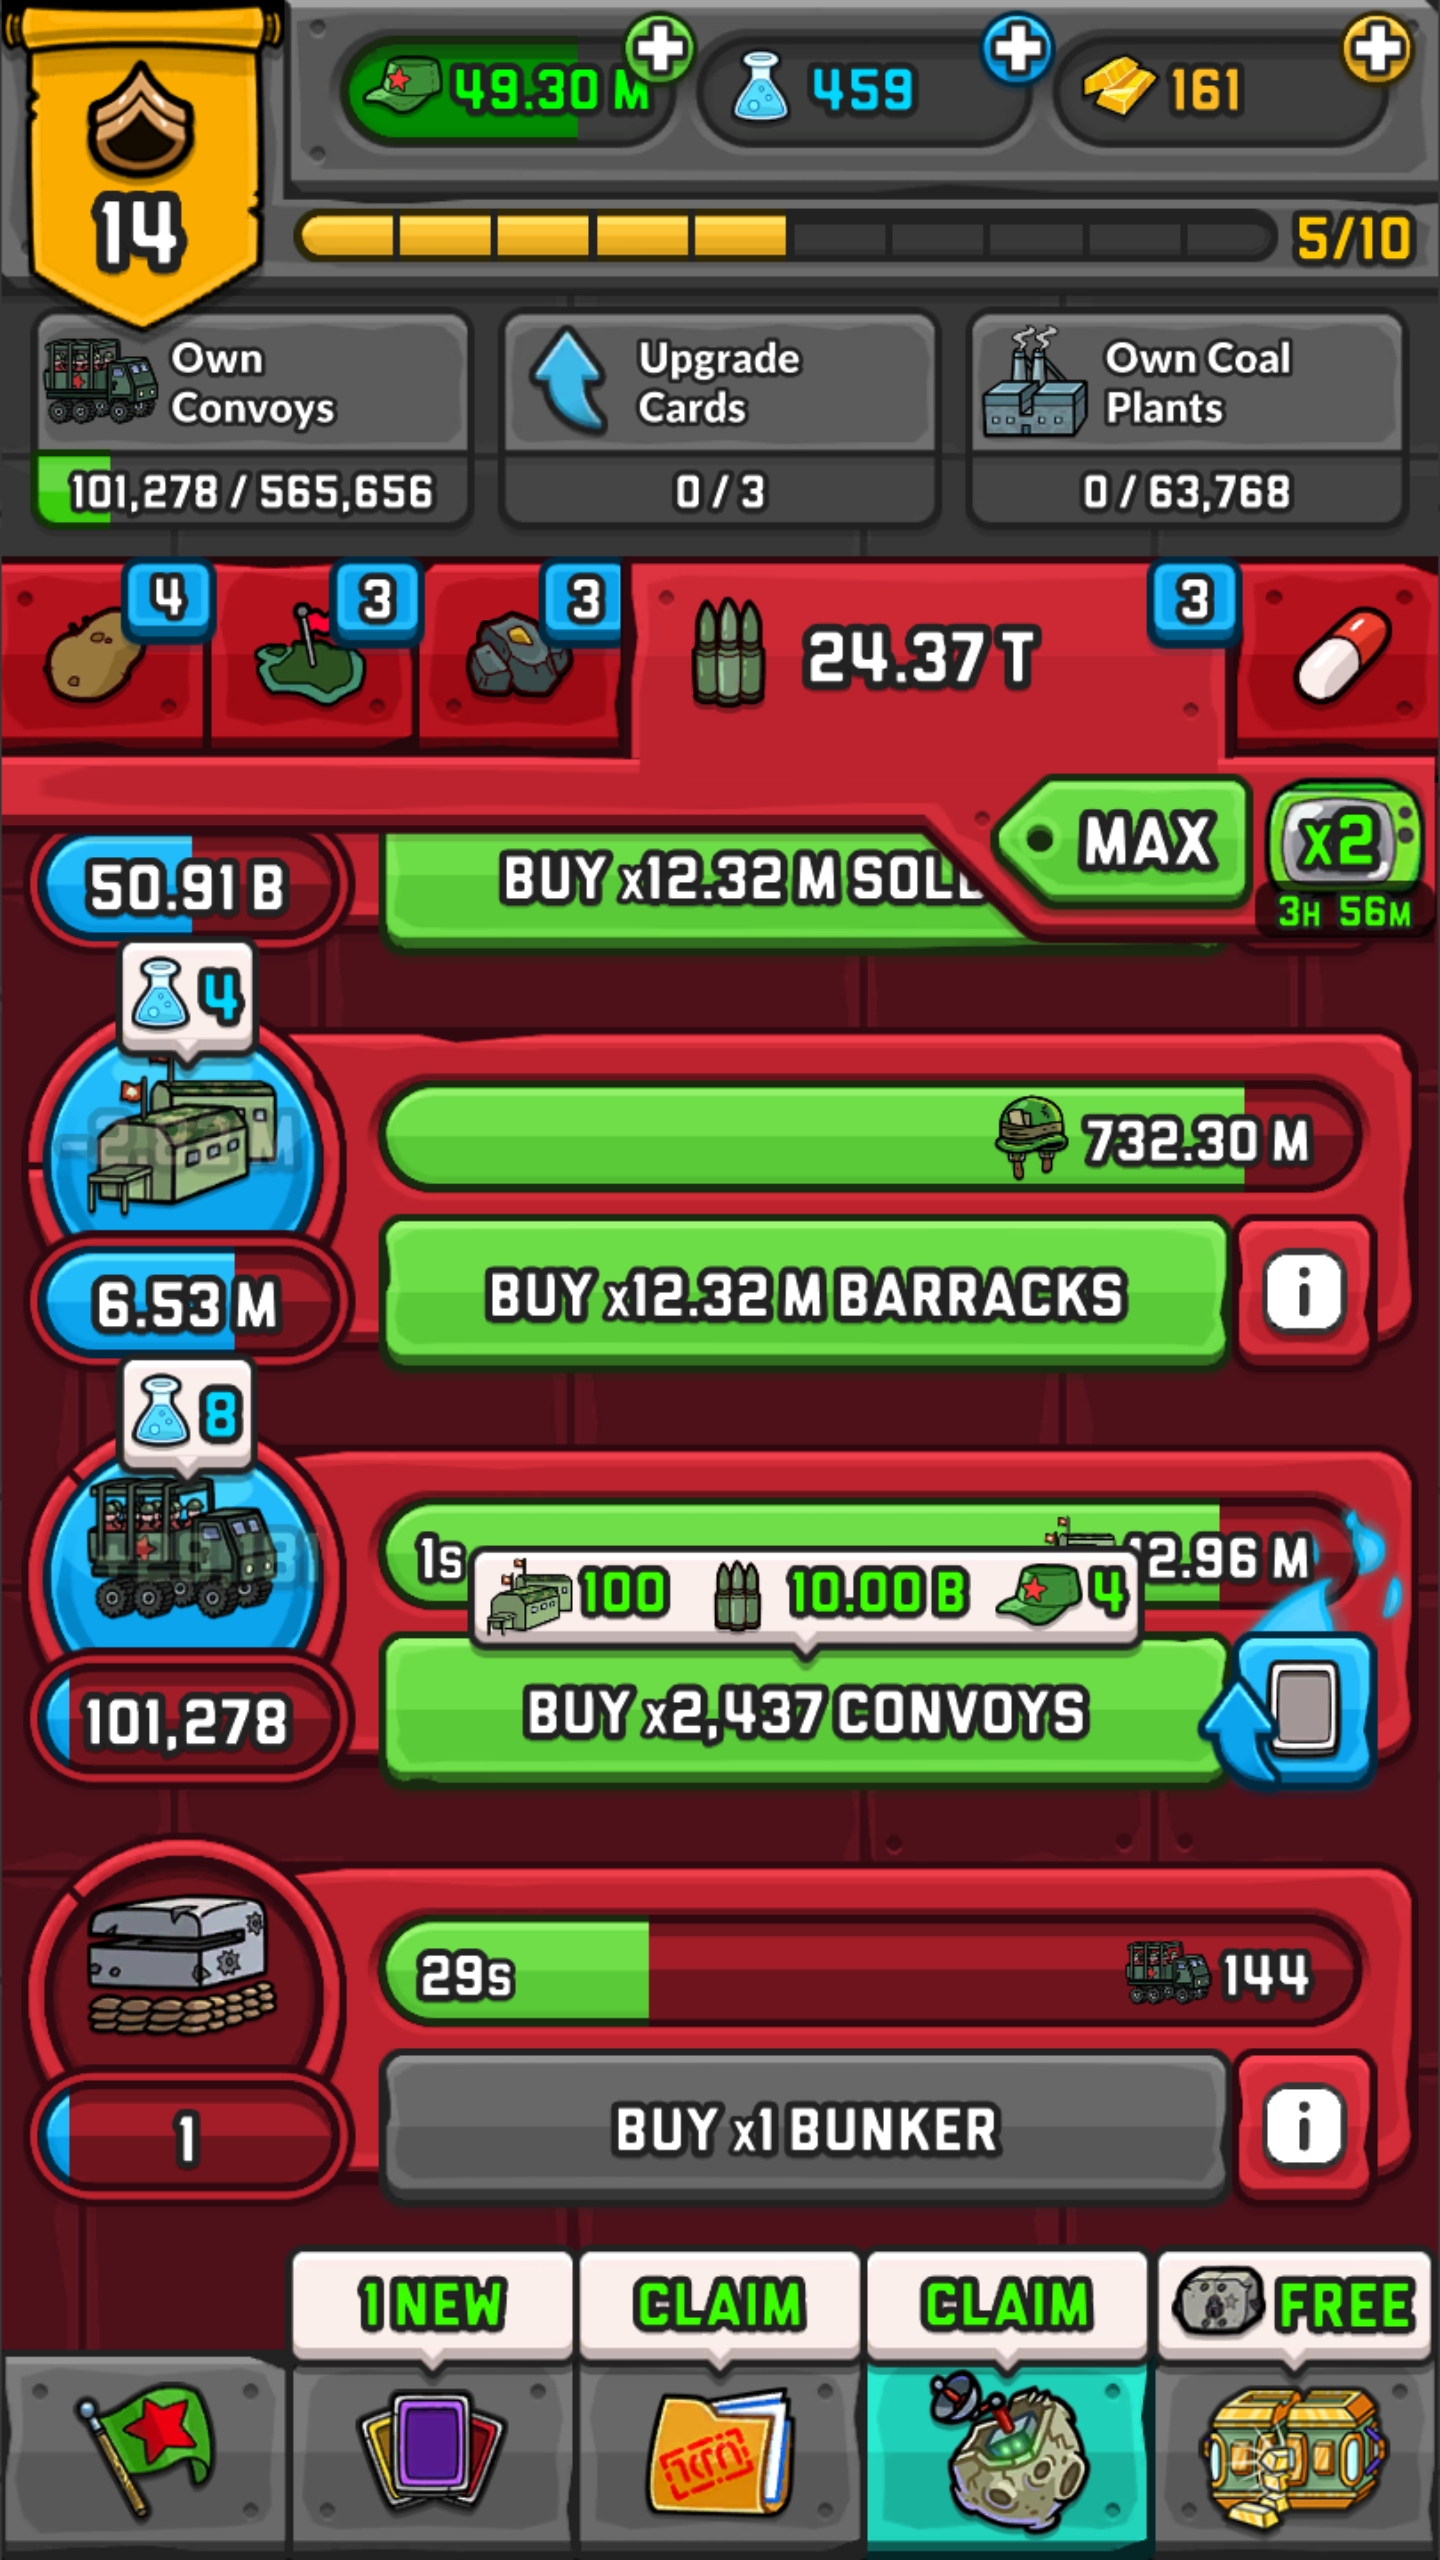 49.30 M
459
161
14
5/10
Own
Convoys
101,278 / 565,656
Upgrade
Cards
0 / 3
Own Coal
Plants
0 / 63,768
4
3
3
24.37 T
3
MAX
x2
3H 56M
50.91 B
BUY x12.32 M
4
732.30 M
6.53 M
BUY x12.32 M BARRACKS
8
1s
2.96 M
100
10.00 B
4
101,278
BUY x2,437 CONVOYS
29s
144
1
BUY x1 BUNKER
1 NEW
CLAIM
CLAIM
FREE